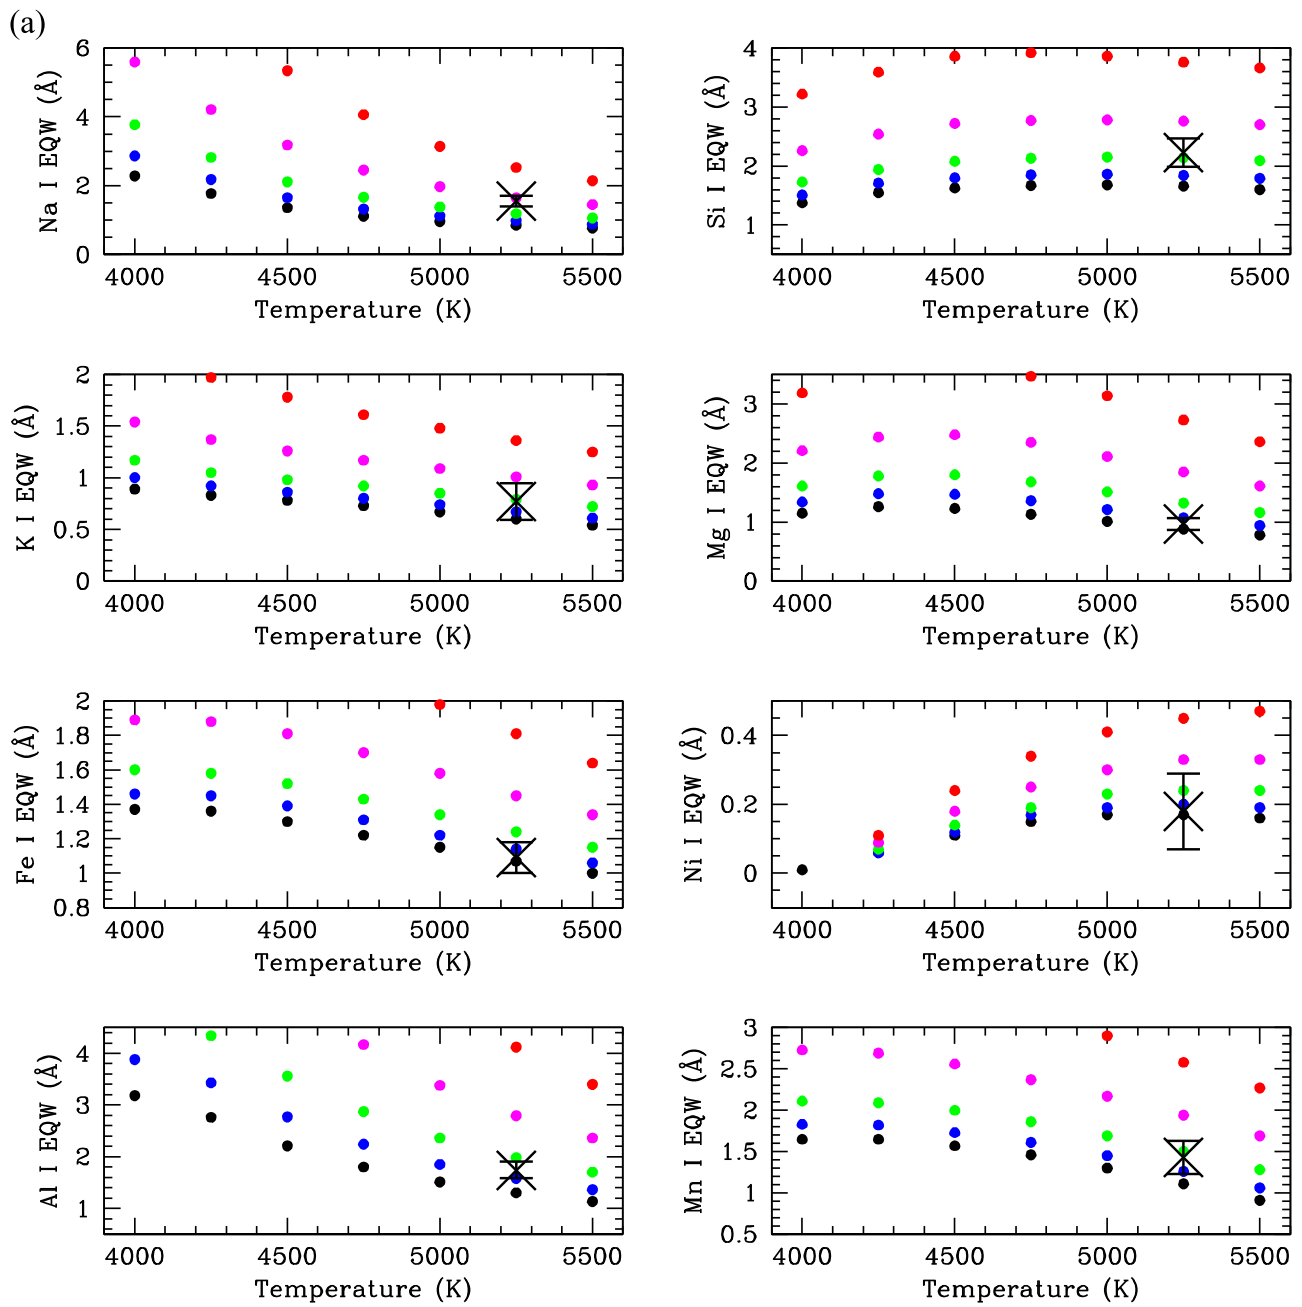 (a)
Na I EQW (Å)
6
4
2
0
4000 4500 5000 5500
Temperature (K)
Si I EQW (Å)
4
3
2
1
4000 4500 5000 5500
Temperature (K)
K I EQW (Å)
2
1.5
1
0.5
0
4000 4500 5000 5500
Temperature (K)
Mg I EQW (Å)
3
2
1
0
4000 4500 5000 5500
Temperature (K)
Fe I EQW (Å)
2
1.8
1.6
1.4
1.2
1
0.8
4000 4500 5000 5500
Temperature (K)
Ni I EQW (Å)
0.4
0.2
0
4000 4500 5000 5500
Temperature (K)
Al I EQW (Å)
4
3
2
1
4000 4500 5000 5500
Temperature (K)
Mn I EQW (Å)
3
2.5
2
1.5
1
0.5
4000 4500 5000 5500
Temperature (K)